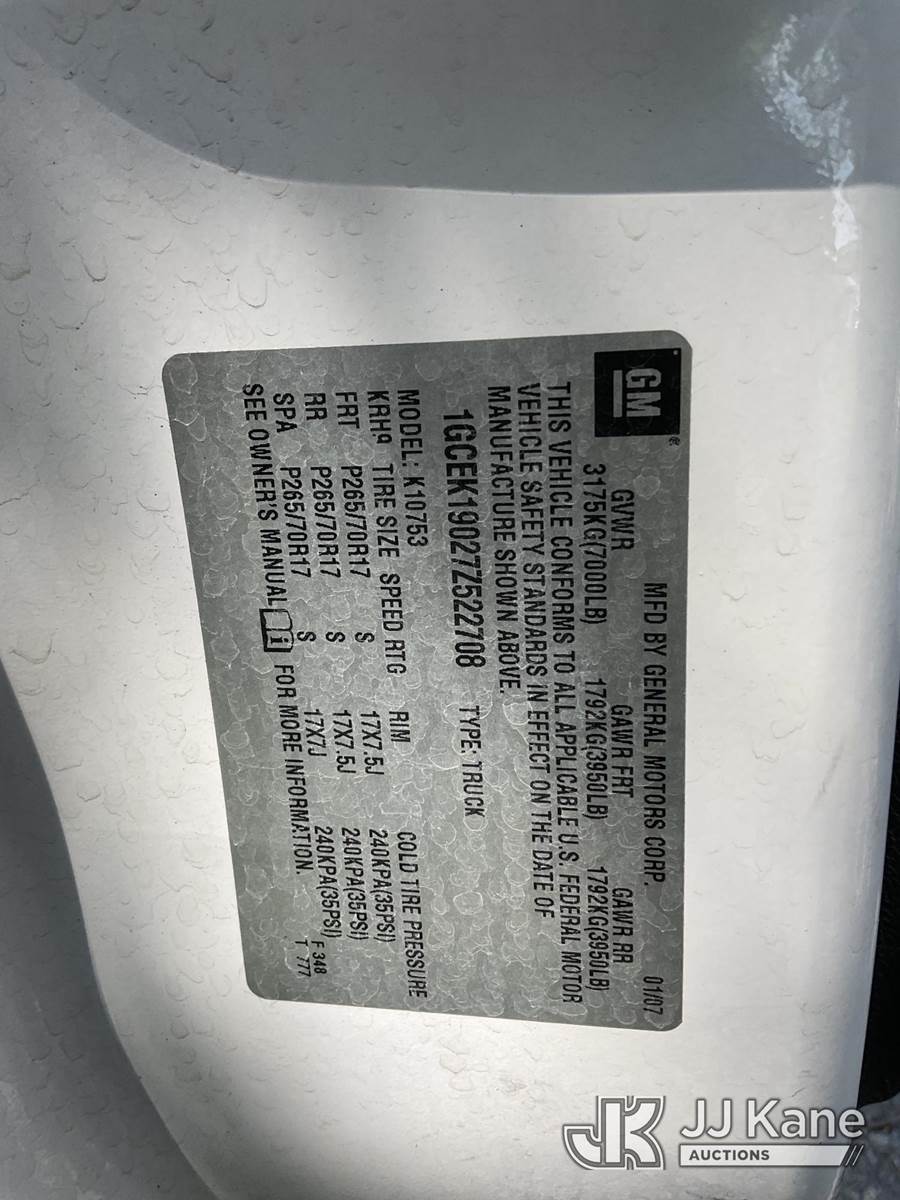 GM
®
MFD BY GENERAL MOTORS CORP. 01/07
GVWR GAWR FRT GAWR RR
3175KG(7000LB) 1792KG(3950LB) 1792KG(3950LB)
THIS VEHICLE CONFORMS TO ALL APPLICABLE U.S. FEDERAL MOTOR
VEHICLE SAFETY STANDARDS IN EFFECT ON THE DATE OF
MANUFACTURE SHOWN ABOVE.
1GCEK19027Z522708 TYPE: TRUCK
MODEL: K10753
KRHq TIRE SIZE SPEED RTG RIM COLD TIRE PRESSURE
FRT P265/70R17 S 17X7.5J 240KPA(35PSI)
RR P265/70R17 S 17X7.5J 240KPA(35PSI)
SPA P265/70R17 S 17X7J 240KPA(35PSI)
SEE OWNER'S MANUAL i FOR MORE INFORMATION.
F 348
T 777
JK JJ Kane
AUCTIONS